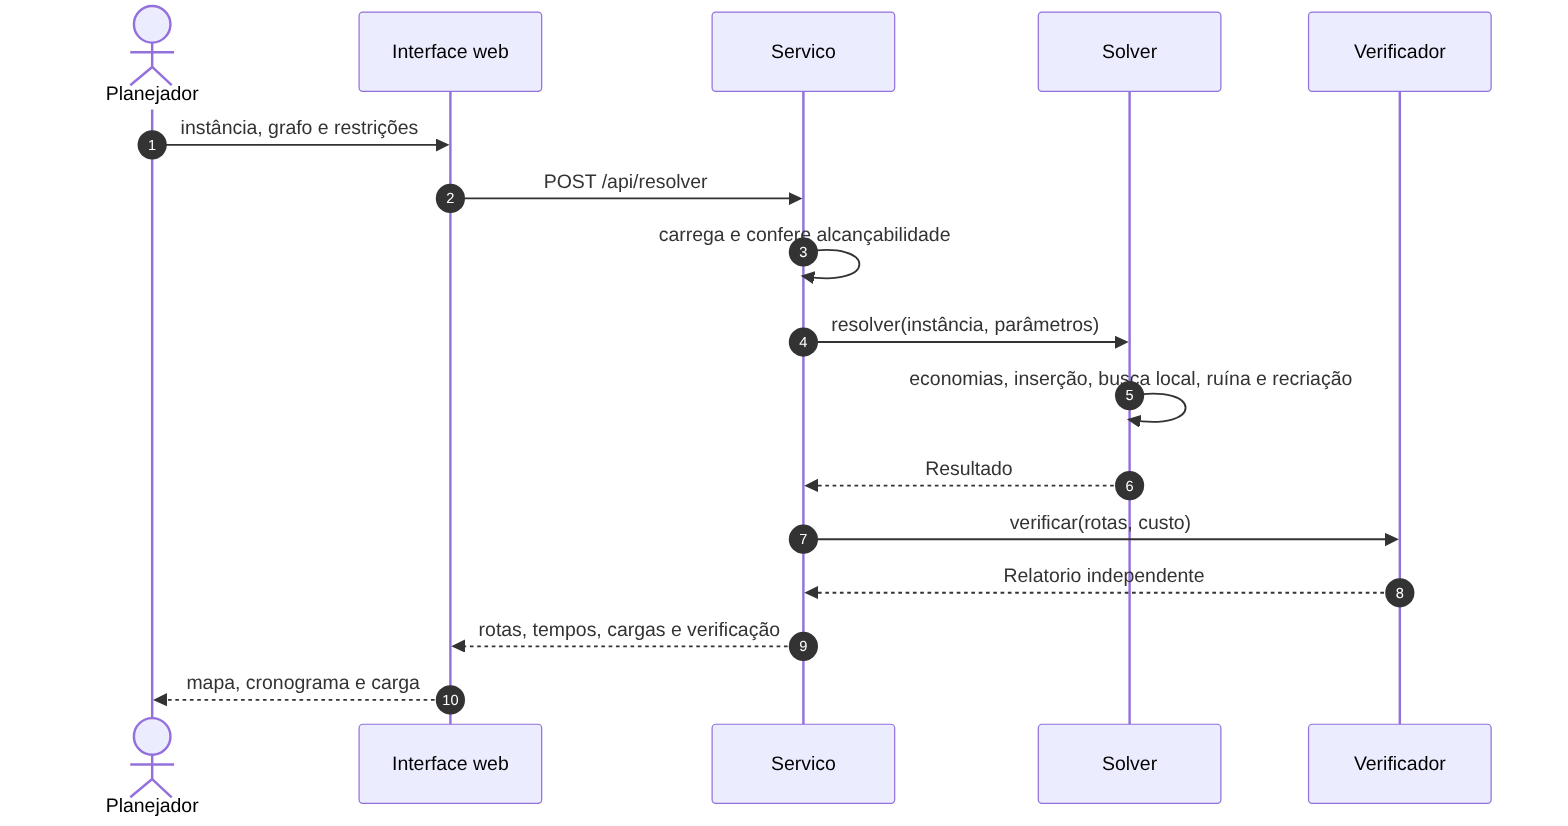 Planejador
Interface web
Servico
Solver
Verificador
1
instância, grafo e restrições
2
POST /api/resolver
carrega e confere alcançabilidade
3
4
resolver(instância, parâmetros)
economias, inserção, busca local, ruína e recriação
5
Resultado
6
7
verificar(rotas, custo)
Relatorio independente
8
rotas, tempos, cargas e verificação
9
mapa, cronograma e carga
10
Planejador
Interface web
Servico
Solver
Verificador